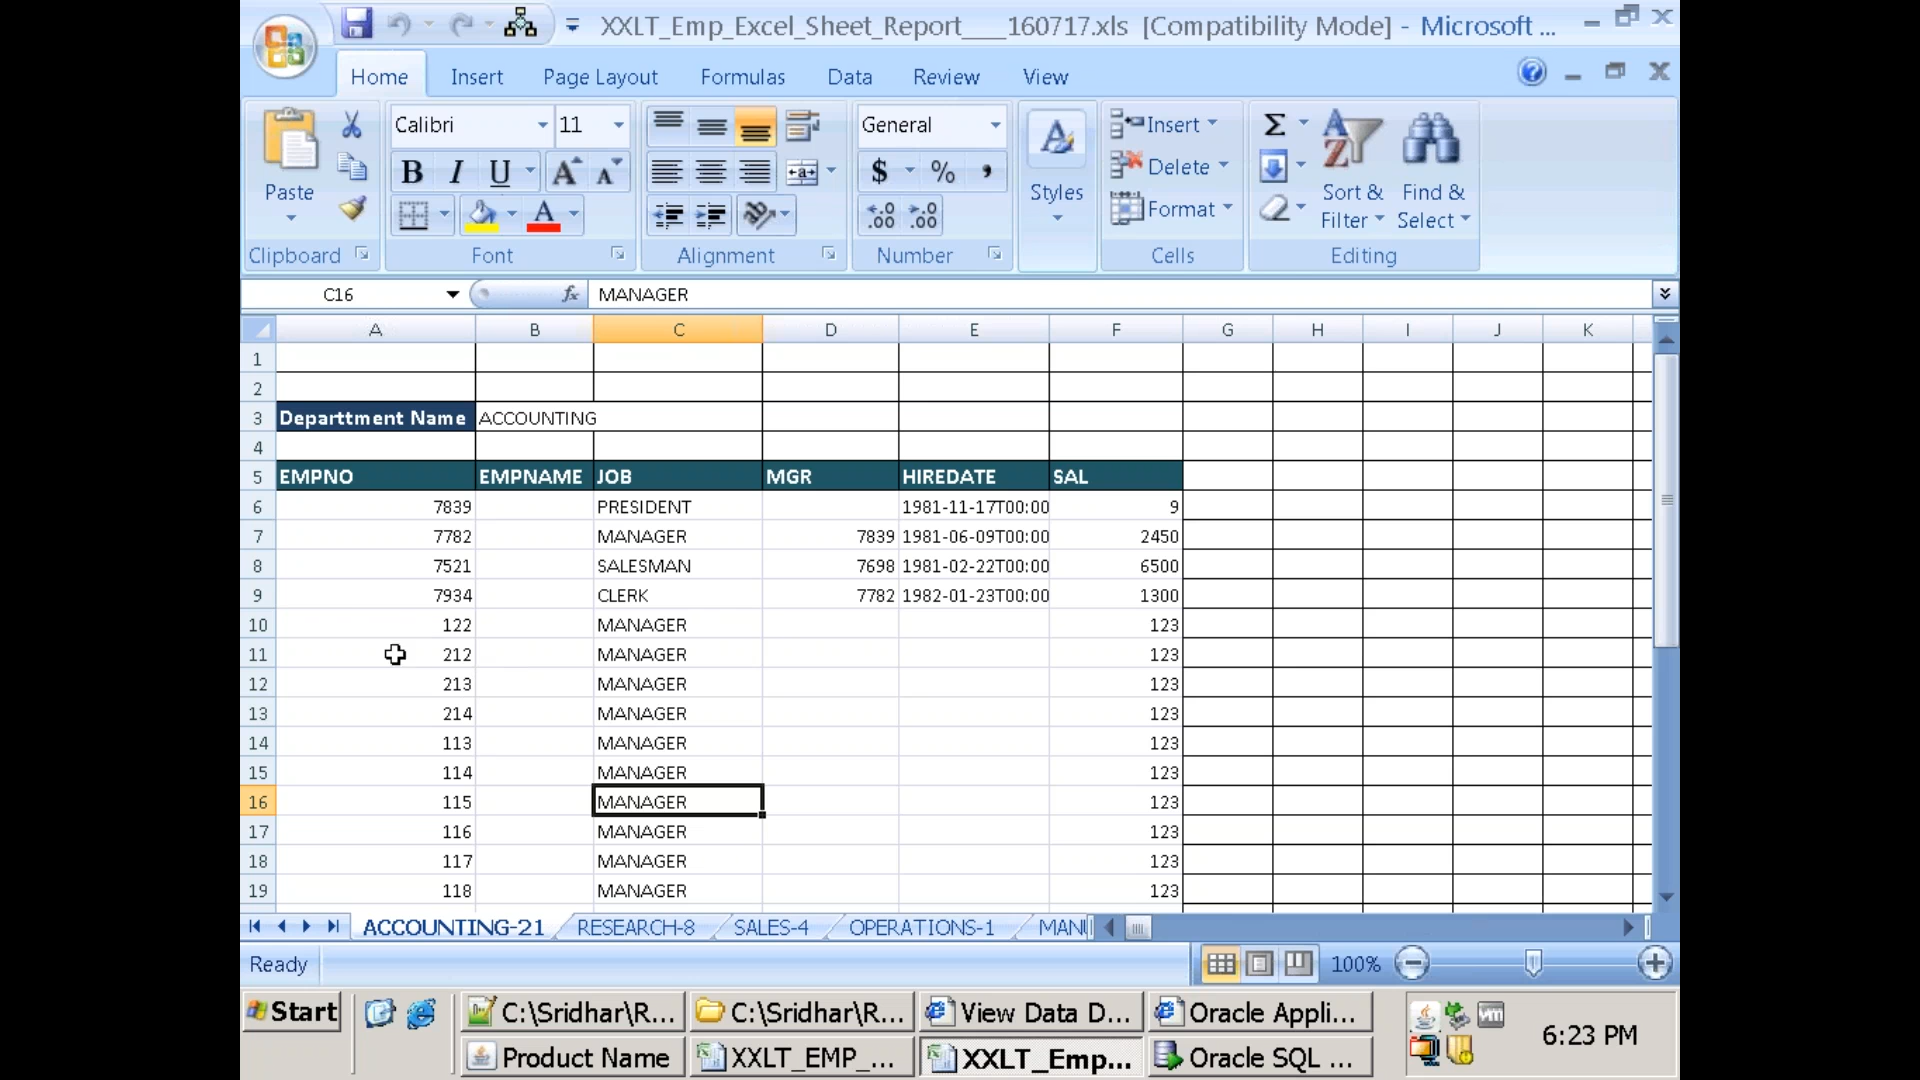 XXLT_Emp_Excel_Sheet_Report____160717.xls [Compatibility Mode] - Microsoft ...
Home Insert Page Layout Formulas Data Review View
Calibri 11 General
Paste B I U A A $ % , Styles Insert Delete Format Σ Sort & Filter Find & Select
Clipboard Font Alignment Number Cells Editing
C16 fx MANAGER
A B C D E F G H I J K
1
2
3 Departtment Name ACCOUNTING
4
5 EMPNO EMPNAME JOB MGR HIREDATE SAL
6 7839 PRESIDENT 1981-11-17T00:00 9
7 7782 MANAGER 7839 1981-06-09T00:00 2450
8 7521 SALESMAN 7698 1981-02-22T00:00 6500
9 7934 CLERK 7782 1982-01-23T00:00 1300
10 122 MANAGER 123
11 212 MANAGER 123
12 213 MANAGER 123
13 214 MANAGER 123
14 113 MANAGER 123
15 114 MANAGER 123
16 115 MANAGER 123
17 116 MANAGER 123
18 117 MANAGER 123
19 118 MANAGER 123
ACCOUNTING-21 RESEARCH-8 SALES-4 OPERATIONS-1 MANU
Ready 100%
Start C:\Sridhar\R... C:\Sridhar\R... View Data D... Oracle Appli...
Product Name XXLT_EMP_... XXLT_Emp... Oracle SQL ...
6:23 PM